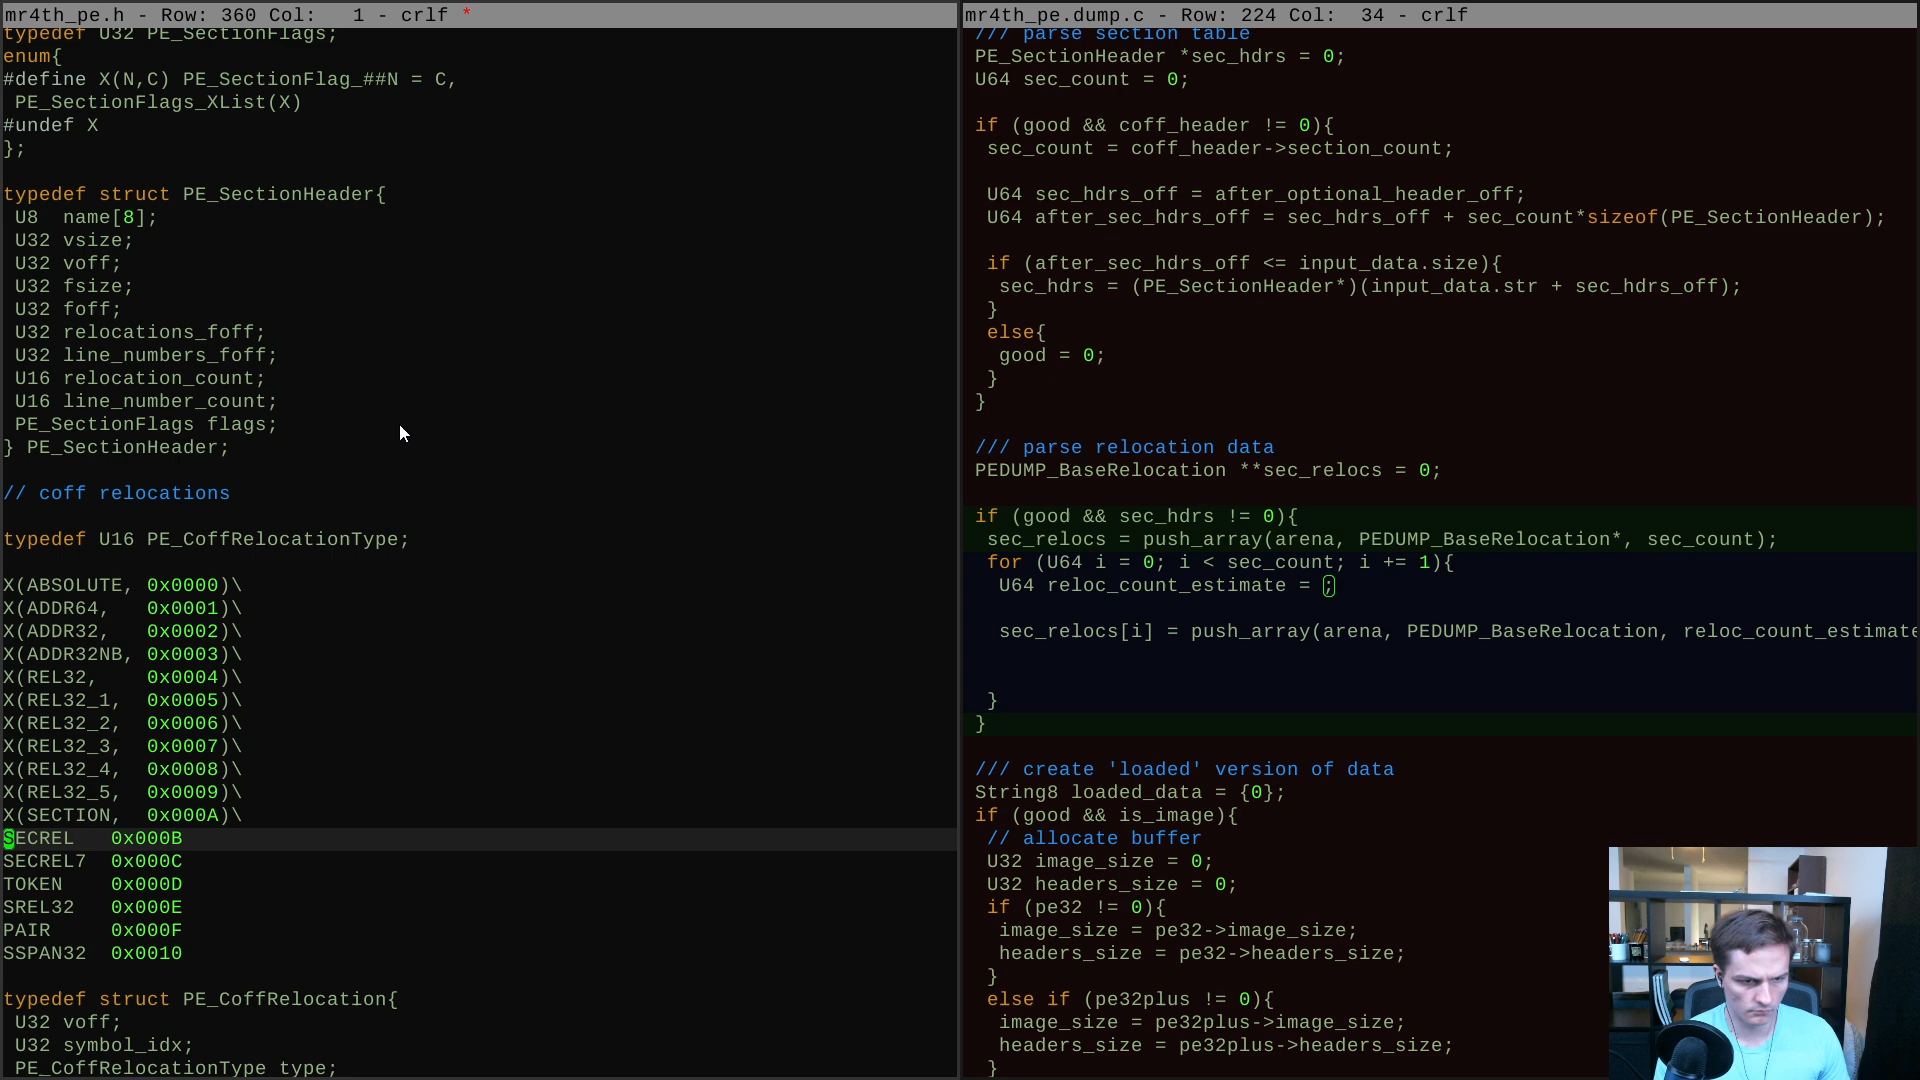 mr4th_pe.h - Row: 360 Col:   1 - crlf *
typedef U32 PE_SectionFlags;
enum{
#define X(N,C) PE_SectionFlag_##N = C,
 PE_SectionFlags_XList(X)
#undef X
};
typedef struct PE_SectionHeader{
 U8  name[8];
 U32 vsize;
 U32 voff;
 U32 fsize;
 U32 foff;
 U32 relocations_foff;
 U32 line_numbers_foff;
 U16 relocation_count;
 U16 line_number_count;
 PE_SectionFlags flags;
} PE_SectionHeader;
// coff relocations
typedef U16 PE_CoffRelocationType;
X(ABSOLUTE, 0x0000)\
X(ADDR64,   0x0001)\
X(ADDR32,   0x0002)\
X(ADDR32NB, 0x0003)\
X(REL32,    0x0004)\
X(REL32_1,  0x0005)\
X(REL32_2,  0x0006)\
X(REL32_3,  0x0007)\
X(REL32_4,  0x0008)\
X(REL32_5,  0x0009)\
X(SECTION,  0x000A)\
SECREL   0x000B
SECREL7  0x000C
TOKEN    0x000D
SREL32   0x000E
PAIR     0x000F
SSPAN32  0x0010
typedef struct PE_CoffRelocation{
 U32 voff;
 U32 symbol_idx;
 PE_CoffRelocationType type;
mr4th_pe.dump.c - Row: 224 Col:  34 - crlf
/// parse section table
PE_SectionHeader *sec_hdrs = 0;
U64 sec_count = 0;
if (good && coff_header != 0){
 sec_count = coff_header->section_count;
 U64 sec_hdrs_off = after_optional_header_off;
 U64 after_sec_hdrs_off = sec_hdrs_off + sec_count*sizeof(PE_SectionHeader);
 if (after_sec_hdrs_off <= input_data.size){
  sec_hdrs = (PE_SectionHeader*)(input_data.str + sec_hdrs_off);
 }
 else{
  good = 0;
 }
}
/// parse relocation data
PEDUMP_BaseRelocation **sec_relocs = 0;
if (good && sec_hdrs != 0){
 sec_relocs = push_array(arena, PEDUMP_BaseRelocation*, sec_count);
 for (U64 i = 0; i < sec_count; i += 1){
  U64 reloc_count_estimate = ;
  sec_relocs[i] = push_array(arena, PEDUMP_BaseRelocation, reloc_count_estimate
 }
}
/// create 'loaded' version of data
String8 loaded_data = {0};
if (good && is_image){
 // allocate buffer
 U32 image_size = 0;
 U32 headers_size = 0;
 if (pe32 != 0){
  image_size = pe32->image_size;
  headers_size = pe32->headers_size;
 }
 else if (pe32plus != 0){
  image_size = pe32plus->image_size;
  headers_size = pe32plus->headers_size;
 }